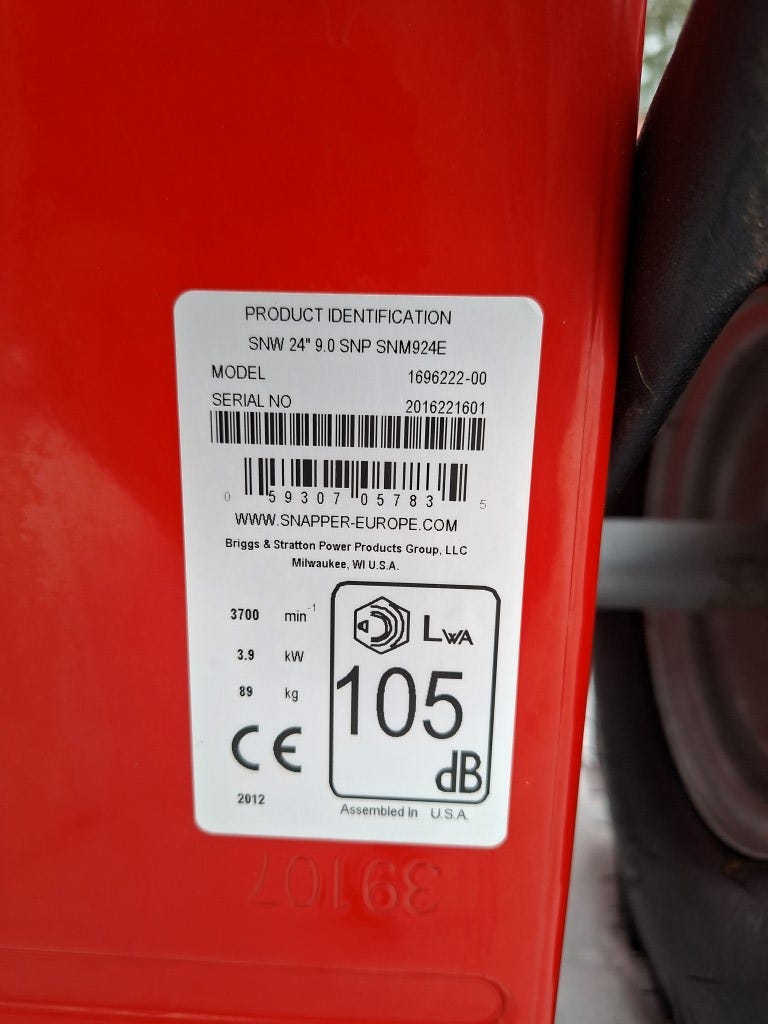 PRODUCT IDENTIFICATION
SNW 24" 9.0 SNP SNM924E
MODEL 1696222-00
SERIAL NO 2016221601
0 59307 05783 5
WWW.SNAPPER-EUROPE.COM
Briggs & Stratton Power Products Group, LLC
Milwaukee, WI U.S.A.
3700 min-1
3.9 kW
89 kg
CE
2012
LWA
105
dB
Assembled in U.S.A.
39107